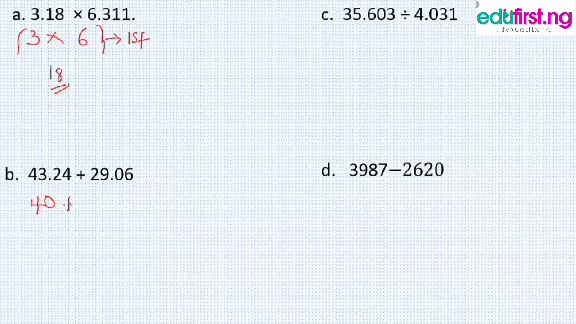 a. 3.18 × 6.311.
{3 × 6} → 1sf
18
b. 43.24 + 29.06
40 +
c. 35.603 ÷ 4.031
d. 3987−2620
edufirst.ng